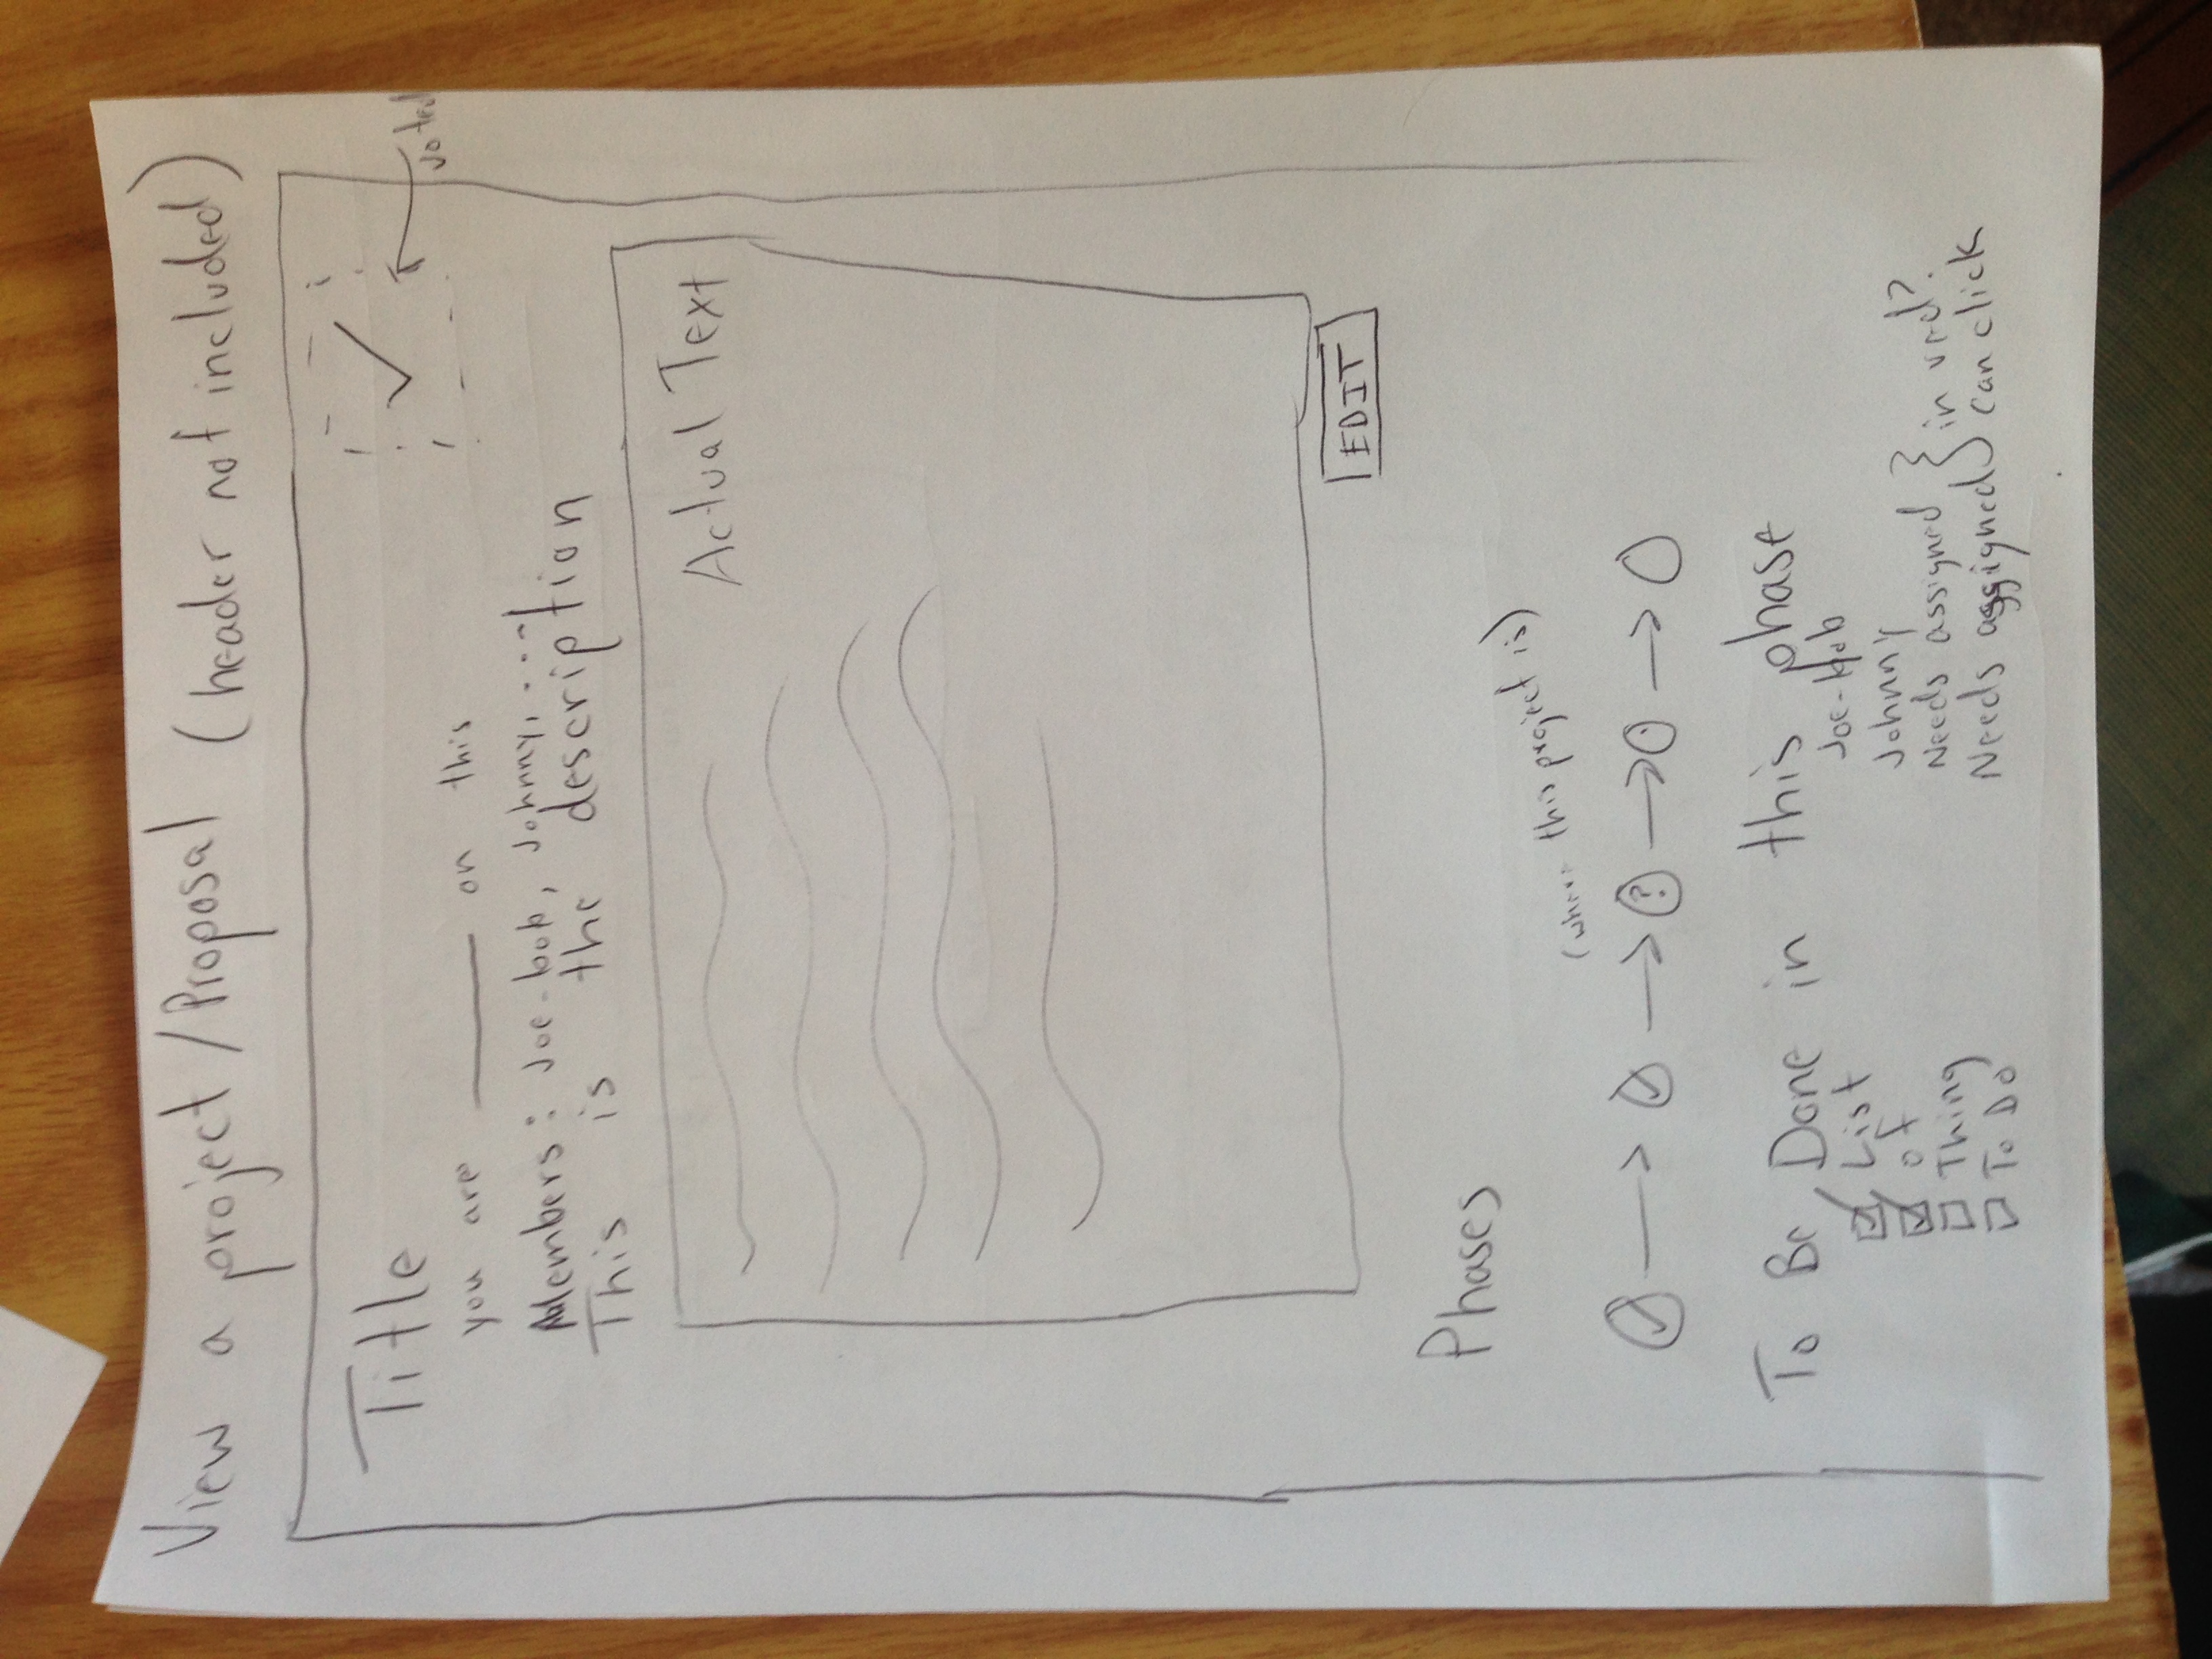 View a project / Proposal (header not included)
Title
voted
you are ______ on this
Members: Joe-bob, Johnny, ....
This is the description
Actual Text
EDIT
Phases
(where this project is)
?
To Be Done in this phase
List Joe-bob
of Johnny
Thing Needs assigned } in red?
To Do Needs assigned } can click